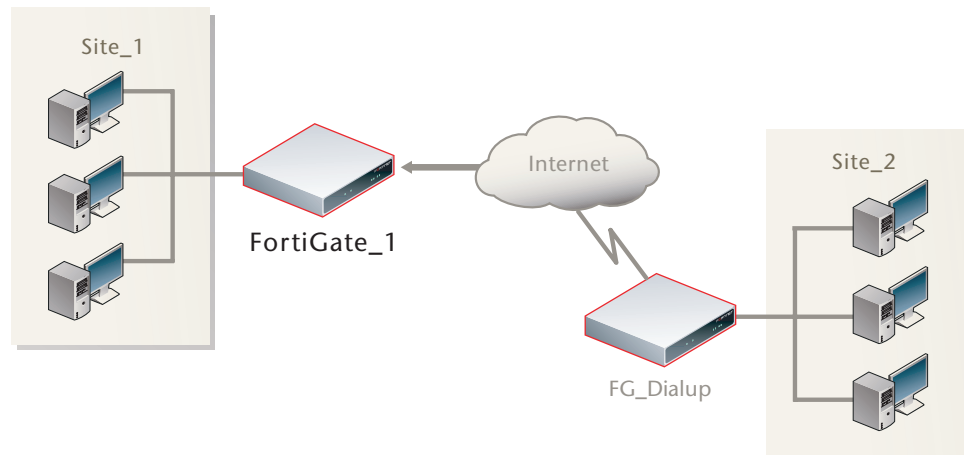 Site_1
Internet
Site_2
FortiGate_1
FG_Dialup